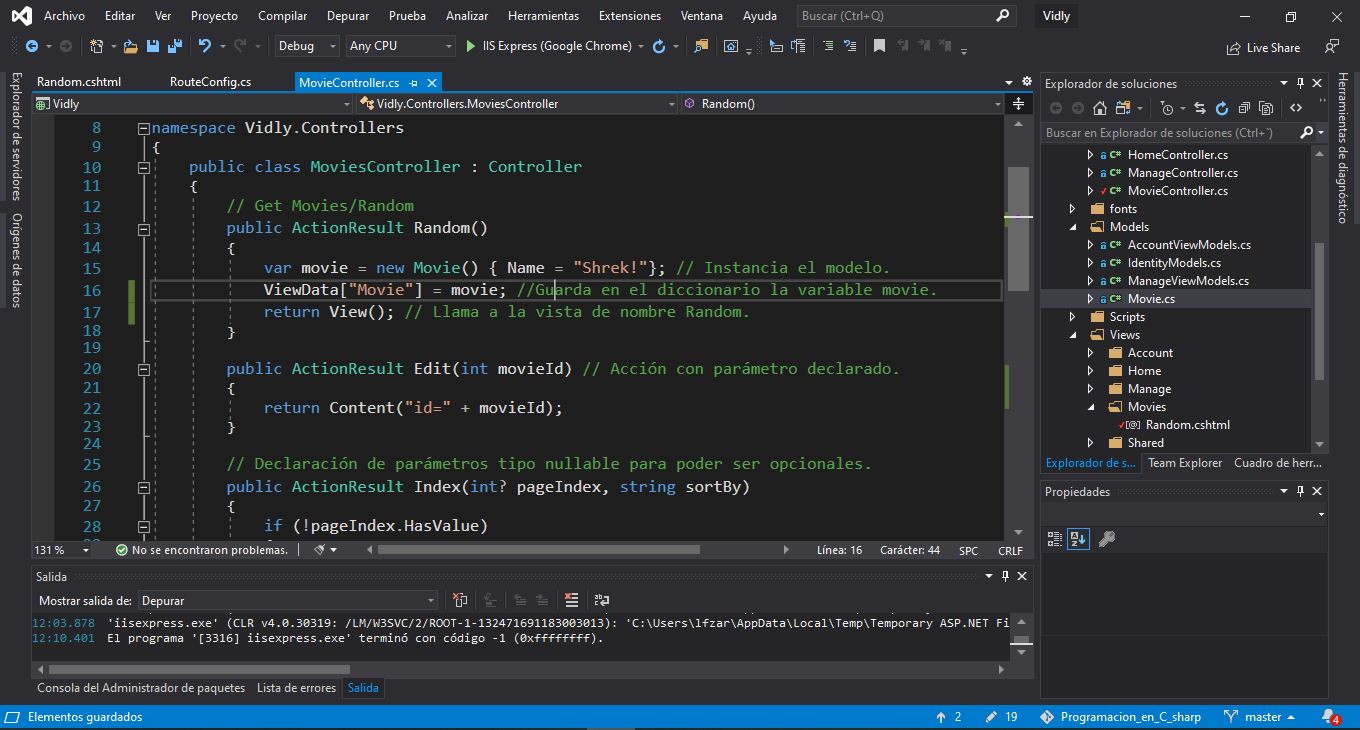 Archivo Editar Ver Proyecto Compilar Depurar Prueba Analizar Herramientas Extensiones Ventana Ayuda Buscar (Ctrl+Q) Vidly
Debug Any CPU IIS Express (Google Chrome) Live Share
Explorador de servidores
Orígenes de datos
Random.cshtml RouteConfig.cs MovieController.cs
Vidly Vidly.Controllers.MoviesController Random()
8 namespace Vidly.Controllers
9 {
10 public class MoviesController : Controller
11 {
12 // Get Movies/Random
13 public ActionResult Random()
14 {
15 var movie = new Movie() { Name = "Shrek!"}; // Instancia el modelo.
16 ViewData["Movie"] = movie; //Guarda en el diccionario la variable movie.
17 return View(); // Llama a la vista de nombre Random.
18 }
19
20 public ActionResult Edit(int movieId) // Acción con parámetro declarado.
21 {
22 return Content("id=" + movieId);
23 }
24
25 // Declaración de parámetros tipo nullable para poder ser opcionales.
26 public ActionResult Index(int? pageIndex, string sortBy)
27 {
28 if (!pageIndex.HasValue)
131 % No se encontraron problemas. Línea: 16 Carácter: 44 SPC CRLF
Salida
Mostrar salida de: Depurar
12:03.878 'iisexpress.exe' (CLR v4.0.30319: /LM/W3SVC/2/ROOT-1-132471691183003013): 'C:\Users\lfzar\AppData\Local\Temp\Temporary ASP.NET Fi
12:10.401 El programa '[3316] iisexpress.exe' terminó con código -1 (0xffffffff).
Consola del Administrador de paquetes Lista de errores Salida
Explorador de soluciones
Buscar en Explorador de soluciones (Ctrl+´)
C# HomeController.cs
C# ManageController.cs
C# MovieController.cs
fonts
Models
C# AccountViewModels.cs
C# IdentityModels.cs
C# ManageViewModels.cs
C# Movie.cs
Scripts
Views
Account
Home
Manage
Movies
[@] Random.cshtml
Shared
Explorador de s... Team Explorer Cuadro de herr...
Propiedades
Herramientas de diagnóstico
Elementos guardados 2 19 Programacion_en_C_sharp master 4